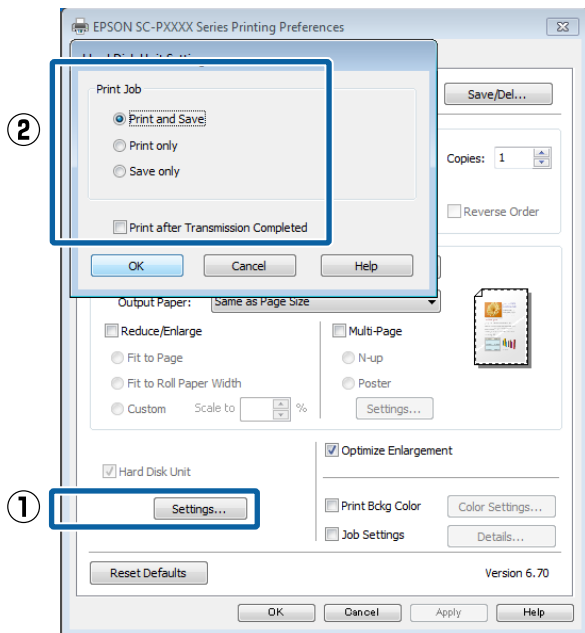 EPSON SC-PXXXX Series Printing Preferences
Print Job
Save/Del...
②
Print and Save
Print only
Copies: 1
Save only
Reverse Order
Print after Transmission Completed
OK Cancel Help
Output Paper: Same as Page Size
Reduce/Enlarge Multi-Page
Fit to Page N-up
Fit to Roll Paper Width Poster
Custom Scale to % Settings...
Optimize Enlargement
Hard Disk Unit
① Settings... Print Bckg Color Color Settings...
Job Settings Details...
Reset Defaults Version 6.70
OK Cancel Apply Help